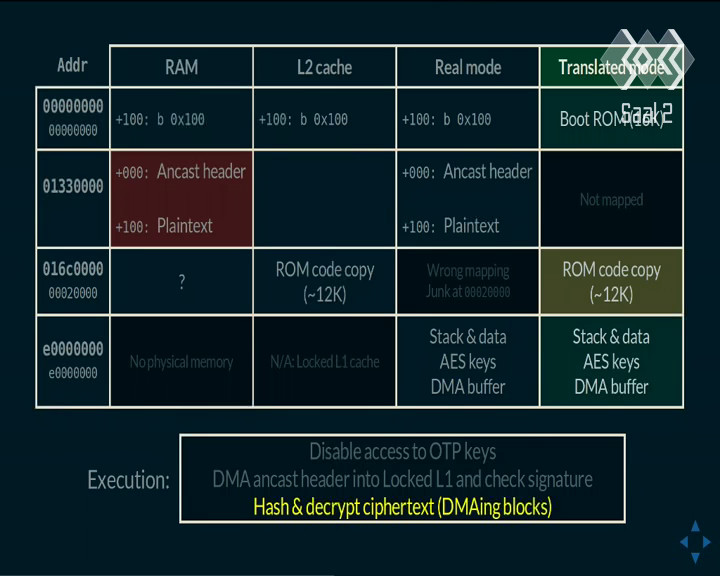 Addr
RAM
L2 cache
Real mode
Translated mode
00000000
00000000
+100: b 0x100
+100: b 0x100
+100: b 0x100
Boot ROM (16K)
Saal 2
01330000
+000: Ancast header
+100: Plaintext
+000: Ancast header
+100: Plaintext
Not mapped
016c0000
00020000
?
ROM code copy
(~12K)
Wrong mapping
Junk at 00020000
ROM code copy
(~12K)
e0000000
e0000000
No physical memory
N/A: Locked L1 cache
Stack & data
AES keys
DMA buffer
Stack & data
AES keys
DMA buffer
Execution:
Disable access to OTP keys
DMA ancast header into Locked L1 and check signature
Hash & decrypt ciphertext (DMAing blocks)